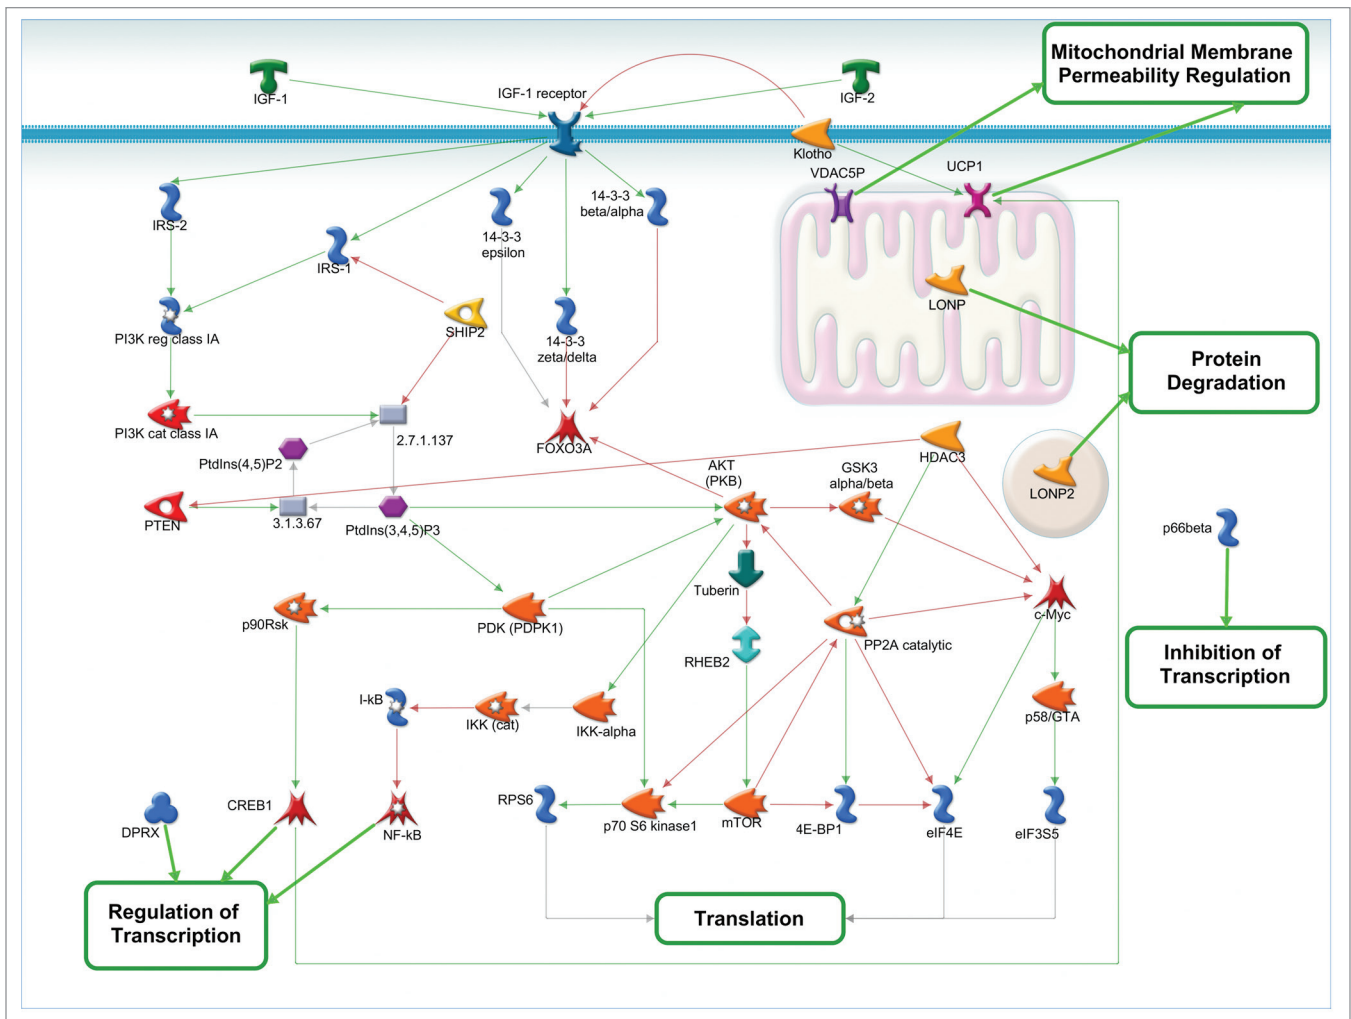 Mitochondrial Membrane
Permeability Regulation
IGF-1
IGF-1 receptor
IGF-2
Klotho
VDAC5P
UCP1
IRS-2
IRS-1
14-3-3
epsilon
14-3-3
beta/alpha
LONP
PI3K reg class IA
SHIP2
14-3-3
zeta/delta
Protein
Degradation
PI3K cat class IA
2.7.1.137
FOXO3A
PtdIns(4,5)P2
HDAC3
AKT
(PKB)
GSK3
alpha/beta
LONP2
PTEN
3.1.3.67
PtdIns(3,4,5)P3
p66beta
Tuberin
p90Rsk
PDK (PDPK1)
c-Myc
PP2A catalytic
RHEB2
Inhibition of
Transcription
I-kB
IKK (cat)
IKK-alpha
p58/GTA
DPRX
CREB1
NF-kB
RPS6
p70 S6 kinase1
mTOR
4E-BP1
eIF4E
eIF3S5
Regulation of
Transcription
Translation